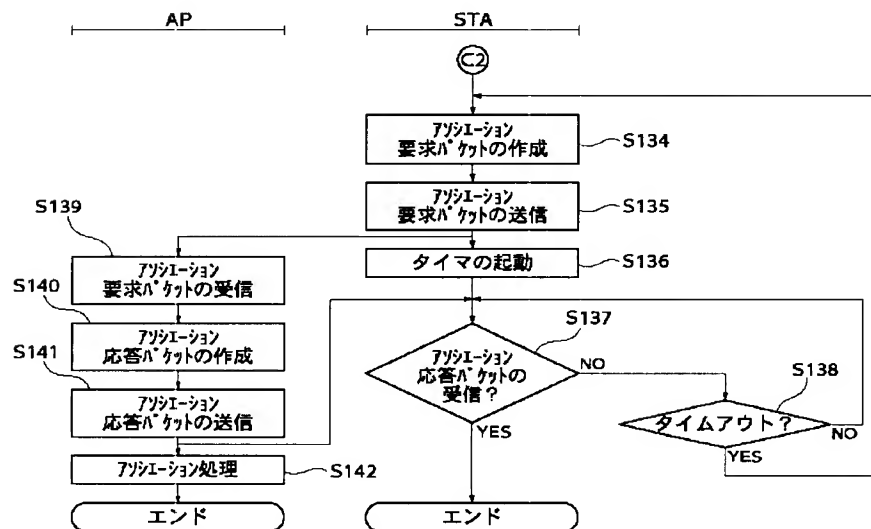 AP
STA
C2
アソシエーション
要求パケットの作成
S134
アソシエーション
要求パケットの送信
S135
S139
アソシエーション
要求パケットの受信
タイマの起動
S136
S140
アソシエーション
応答パケットの作成
S137
アソシエーション
応答パケットの
受信？
NO
S141
アソシエーション
応答パケットの送信
S138
タイムアウト？
NO
YES
YES
アソシエーション処理
S142
エンド
エンド